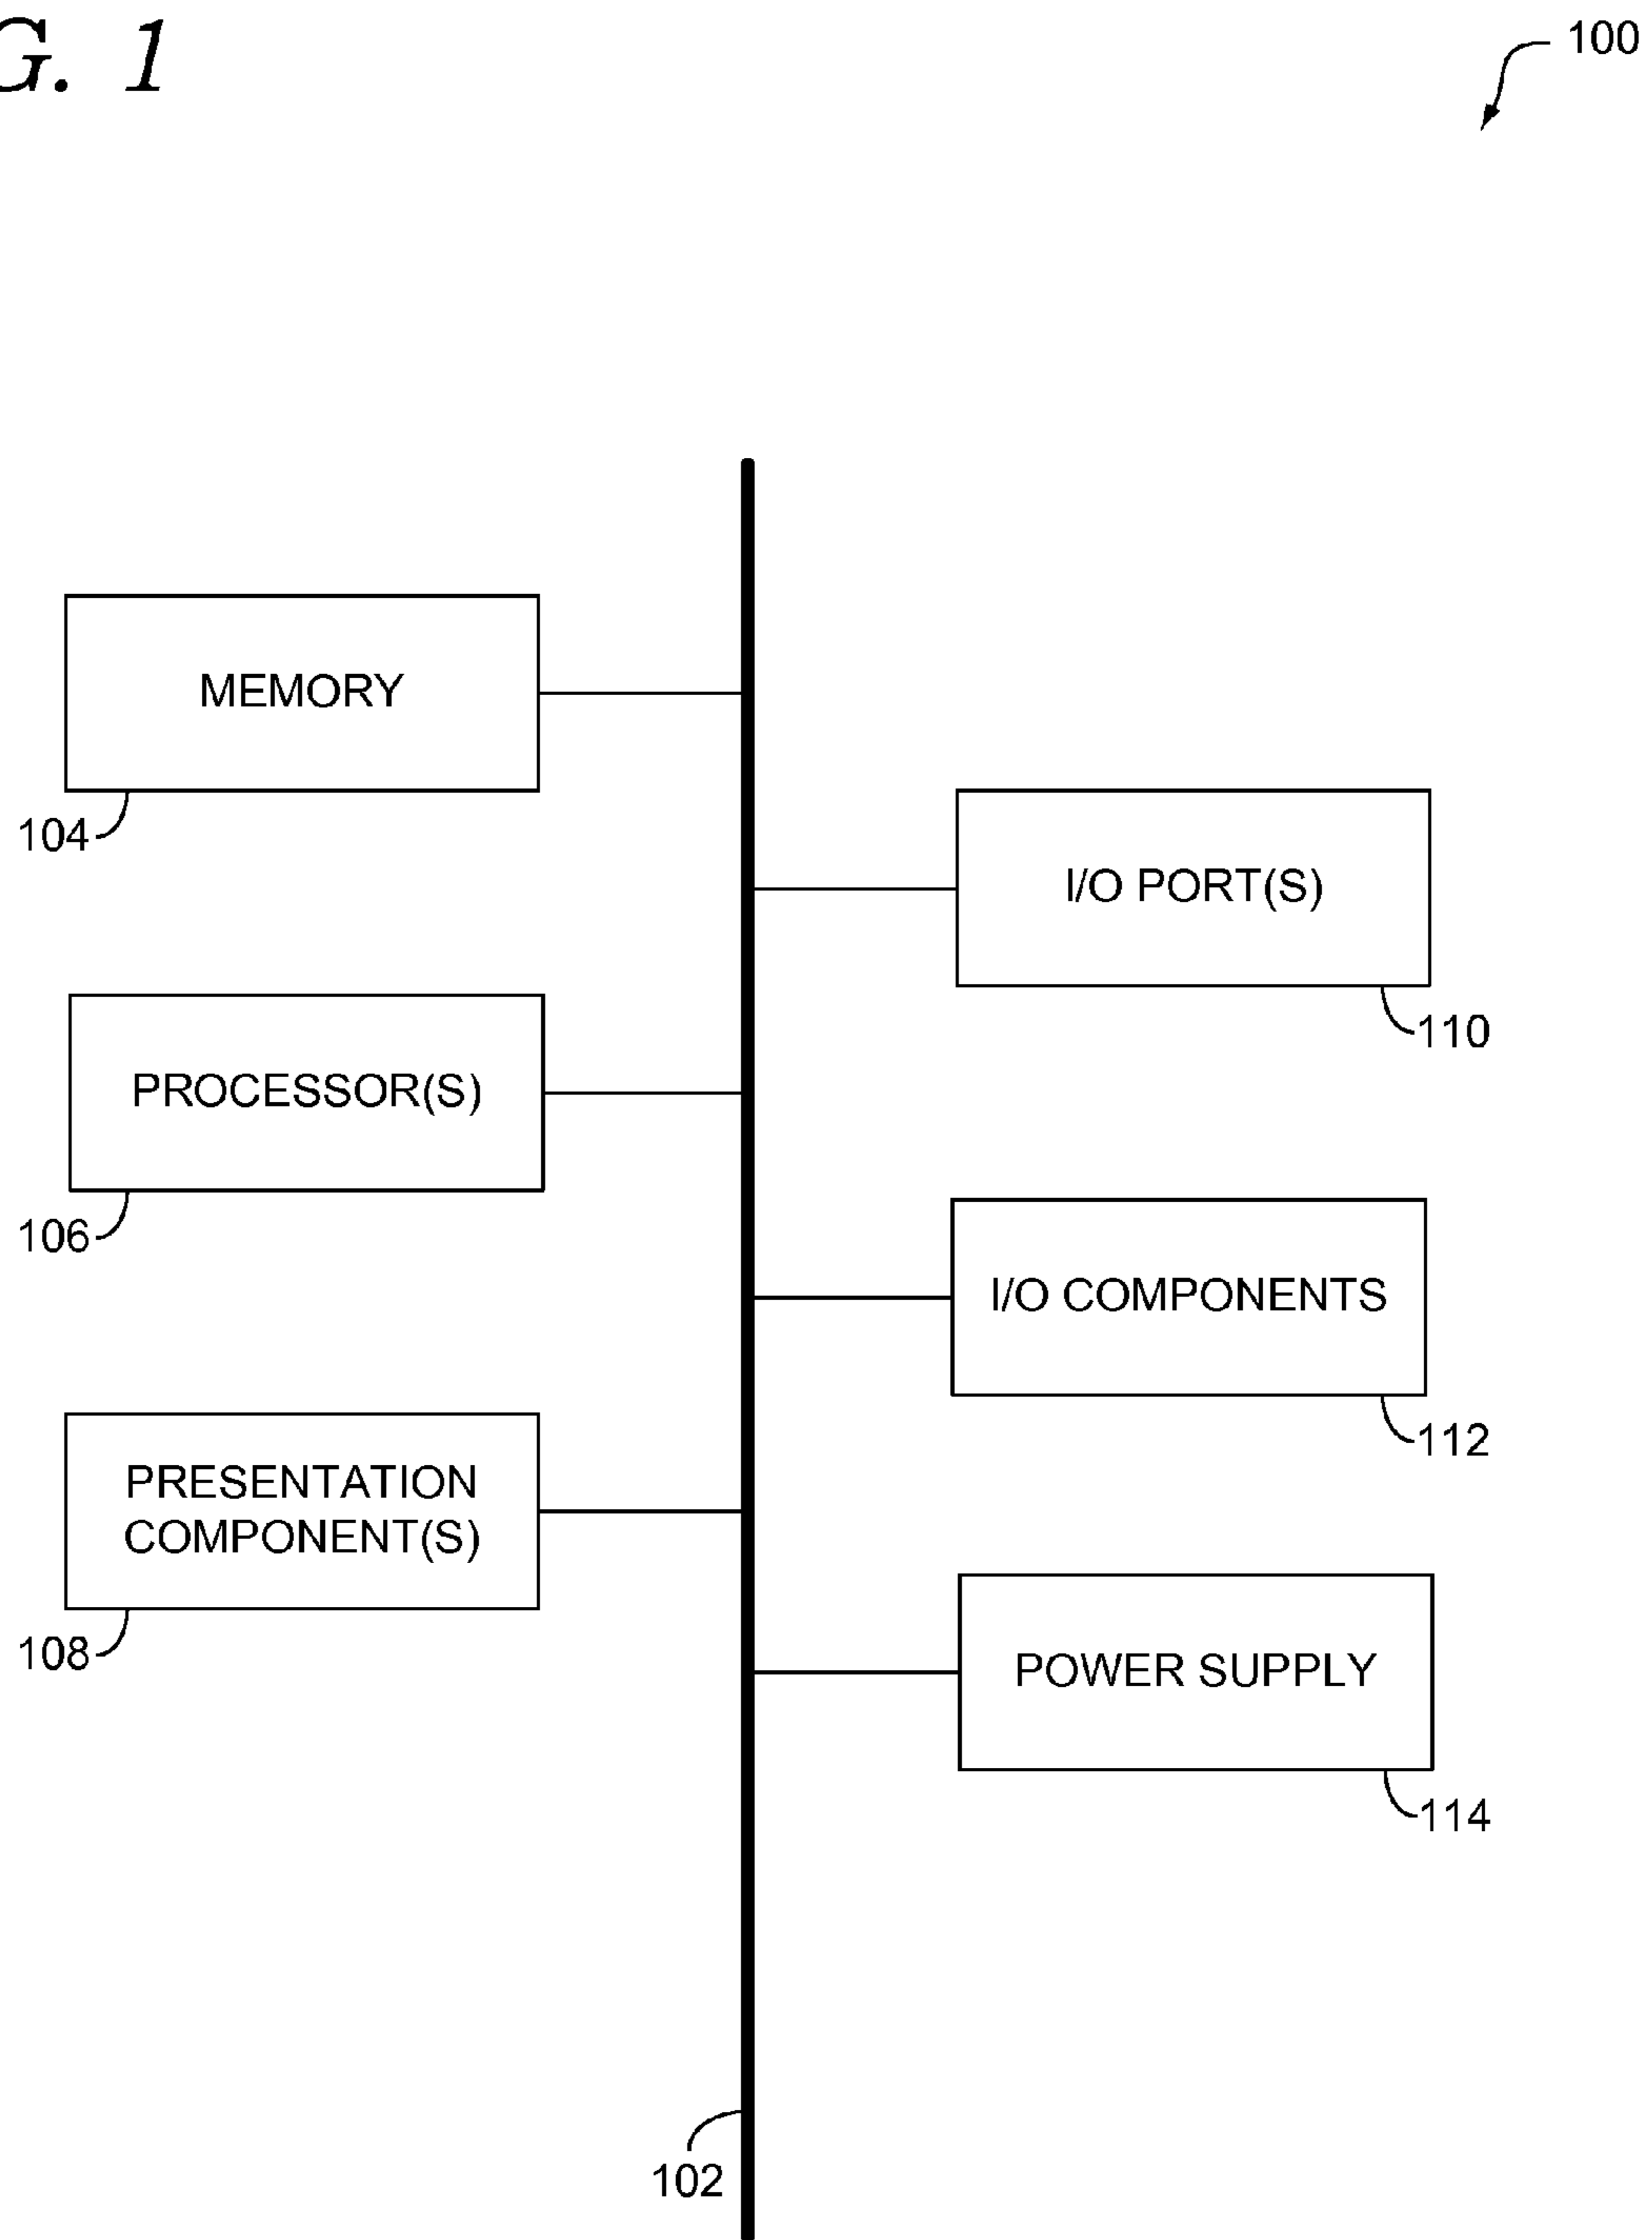 G. 1
100
MEMORY
104
I/O PORT(S)
110
PROCESSOR(S)
106
I/O COMPONENTS
112
PRESENTATION
COMPONENT(S)
108
POWER SUPPLY
114
102